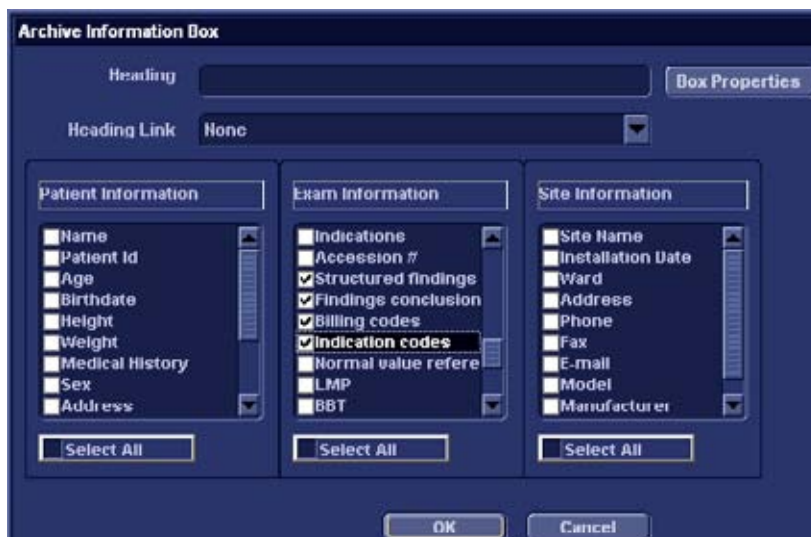 Archive Information Box
Heading
Box Properties
Heading Link
None
Patient Information
Name
Patient Id
Age
Birthdate
Height
Weight
Medical History
Sex
Address
Select All
Exam Information
Indications
Accession #
Structured findings
Findings conclusion
Billing codes
Indication codes
Normal value refere
LMP
BBT
Select All
Site Information
Site Name
Installation Date
Ward
Address
Phone
Fax
E-mail
Model
Manufacturer
Select All
OK
Cancel